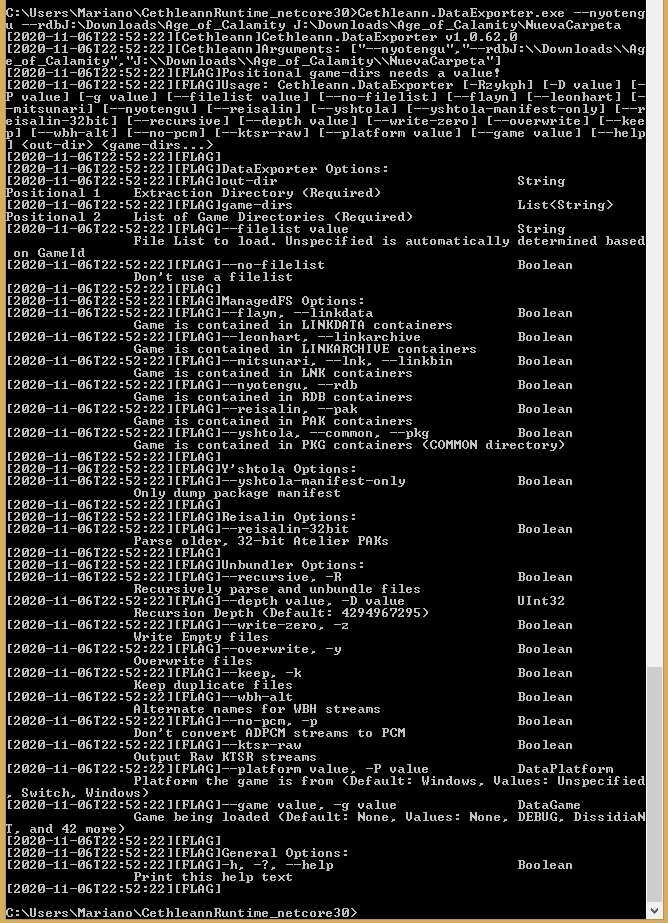 C:\Users\Mariano\CethleannRuntime_netcore30>Cethleann.DataExporter.exe --nyoteng
u --rdbJ:\Downloads\Age_of_Calamity J:\Downloads\Age_of_Calamity\NuevaCarpeta
[2020-11-06T22:52:22][Cethleann]Cethleann.DataExporter v1.0.62.0
[2020-11-06T22:52:22][Cethleann]Arguments: ["--nyotengu","--rdbJ:\\Downloads\\Ag
e_of_Calamity","J:\\Downloads\\Age_of_Calamity\\NuevaCarpeta"]
[2020-11-06T22:52:22][FLAG]Positional game-dirs needs a value!
[2020-11-06T22:52:22][FLAG]Usage: Cethleann.DataExporter [-Rzykph] [-D value] [-
P value] [-g value] [--filelist value] [--no-filelist] [--flayn] [--leonhart] [-
-mitsunari] [--nyotengu] [--reisalin] [--yshtola] [--yshtola-manifest-only] [--r
eisalin-32bit] [--recursive] [--depth value] [--write-zero] [--overwrite] [--kee
p] [--wbh-alt] [--no-pcm] [--ktsr-raw] [--platform value] [--game value] [--help
] <out-dir> <game-dirs...>
[2020-11-06T22:52:22][FLAG]
[2020-11-06T22:52:22][FLAG]DataExporter Options:
[2020-11-06T22:52:22][FLAG]out-dir String
Positional 1 Extraction Directory (Required)
[2020-11-06T22:52:22][FLAG]game-dirs List<String>
Positional 2 List of Game Directories (Required)
[2020-11-06T22:52:22][FLAG]--filelist value String
File List to load. Unspecified is automatically determined based
on GameId
[2020-11-06T22:52:22][FLAG]--no-filelist Boolean
Don't use a filelist
[2020-11-06T22:52:22][FLAG]
[2020-11-06T22:52:22][FLAG]ManagedFS Options:
[2020-11-06T22:52:22][FLAG]--flayn, --linkdata Boolean
Game is contained in LINKDATA containers
[2020-11-06T22:52:22][FLAG]--leonhart, --linkarchive Boolean
Game is contained in LINKARCHIVE containers
[2020-11-06T22:52:22][FLAG]--mitsunari, --lnk, --linkbin Boolean
Game is contained in LNK containers
[2020-11-06T22:52:22][FLAG]--nyotengu, --rdb Boolean
Game is contained in RDB containers
[2020-11-06T22:52:22][FLAG]--reisalin, --pak Boolean
Game is contained in PAK containers
[2020-11-06T22:52:22][FLAG]--yshtola, --common, --pkg Boolean
Game is contained in PKG containers (COMMON directory)
[2020-11-06T22:52:22][FLAG]
[2020-11-06T22:52:22][FLAG]Y'shtola Options:
[2020-11-06T22:52:22][FLAG]--yshtola-manifest-only Boolean
Only dump package manifest
[2020-11-06T22:52:22][FLAG]
[2020-11-06T22:52:22][FLAG]Reisalin Options:
[2020-11-06T22:52:22][FLAG]--reisalin-32bit Boolean
Parse older, 32-bit Atelier PAKs
[2020-11-06T22:52:22][FLAG]
[2020-11-06T22:52:22][FLAG]Unbundler Options:
[2020-11-06T22:52:22][FLAG]--recursive, -R Boolean
Recursively parse and unbundle files
[2020-11-06T22:52:22][FLAG]--depth value, -D value UInt32
Recursion Depth (Default: 4294967295)
[2020-11-06T22:52:22][FLAG]--write-zero, -z Boolean
Write Empty files
[2020-11-06T22:52:22][FLAG]--overwrite, -y Boolean
Overwrite files
[2020-11-06T22:52:22][FLAG]--keep, -k Boolean
Keep duplicate files
[2020-11-06T22:52:22][FLAG]--wbh-alt Boolean
Alternate names for WBH streams
[2020-11-06T22:52:22][FLAG]--no-pcm, -p Boolean
Don't convert ADPCM streams to PCM
[2020-11-06T22:52:22][FLAG]--ktsr-raw Boolean
Output Raw KTSR streams
[2020-11-06T22:52:22][FLAG]--platform value, -P value DataPlatform
Platform the game is from (Default: Windows, Values: Unspecified
, Switch, Windows)
[2020-11-06T22:52:22][FLAG]--game value, -g value DataGame
Game being loaded (Default: None, Values: None, DEBUG, DissidiaN
T, and 42 more)
[2020-11-06T22:52:22][FLAG]
[2020-11-06T22:52:22][FLAG]General Options:
[2020-11-06T22:52:22][FLAG]-h, -?, --help Boolean
Print this help text
[2020-11-06T22:52:22][FLAG]
C:\Users\Mariano\CethleannRuntime_netcore30>